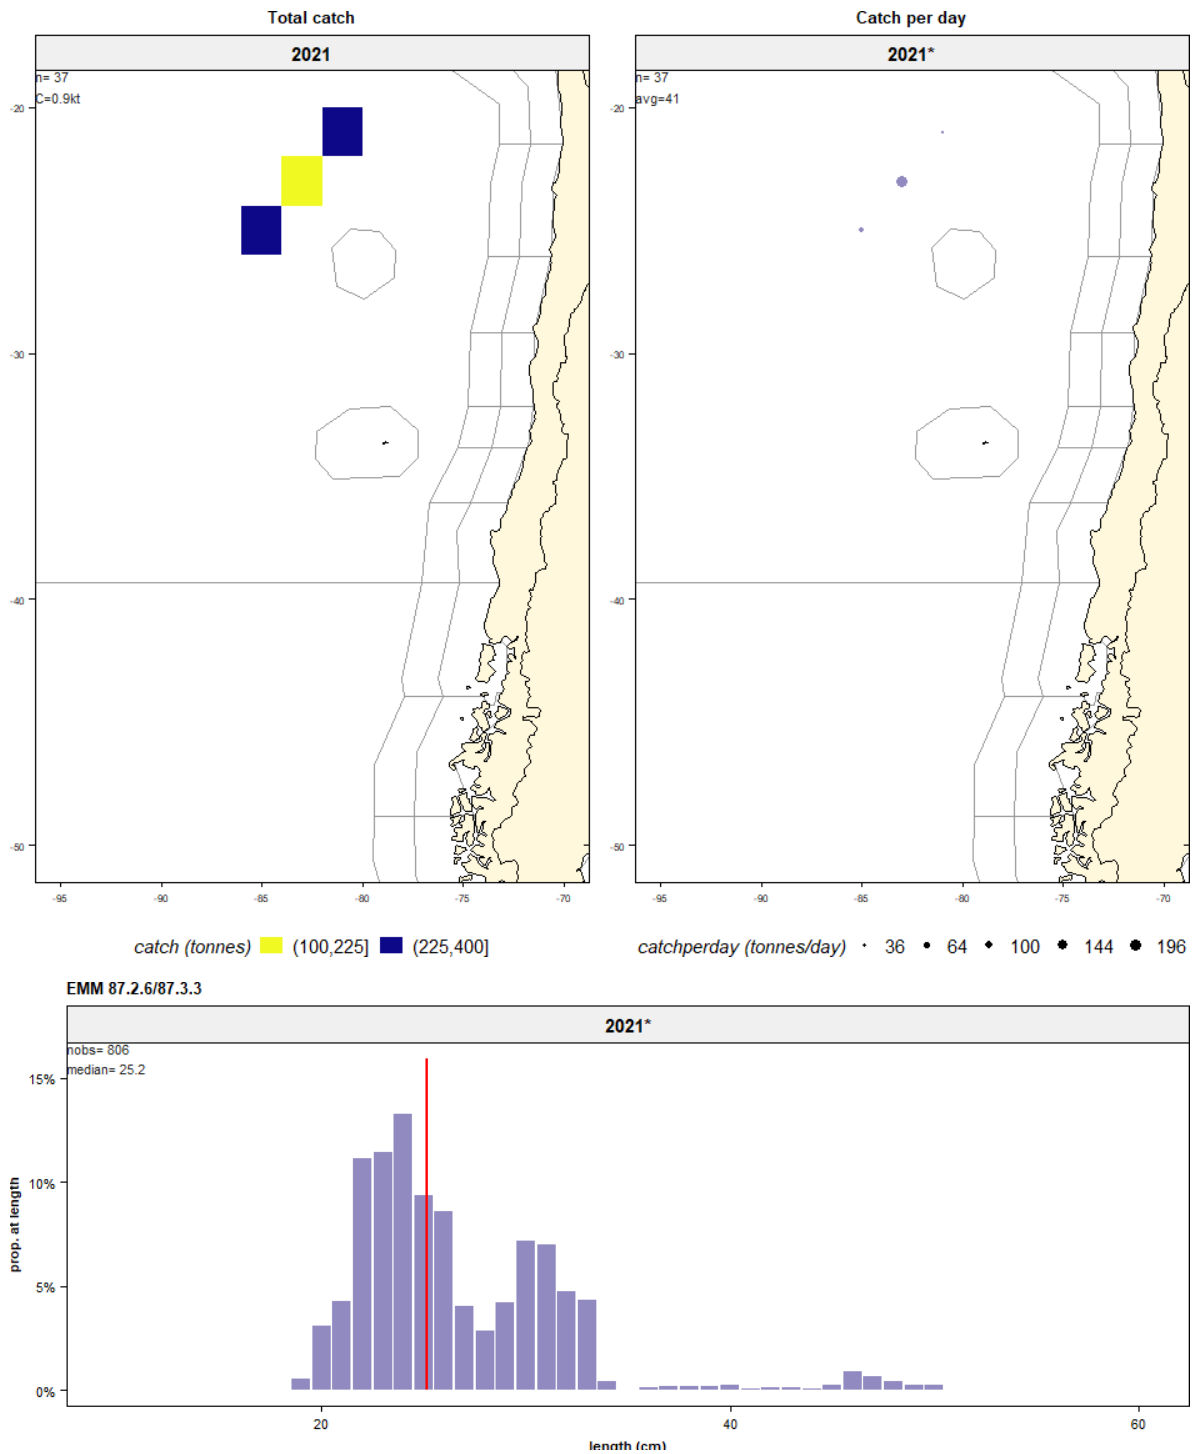 Total catch
2021
n= 37
C=0.9kt
-20
-30
-40
-50
-95 -90 -85 -80 -75 -70
catch (tonnes) (100,225] (225,400]
Catch per day
2021*
n= 37
avg=41
-20
-30
-40
-50
-95 -90 -85 -80 -75 -70
catchperday (tonnes/day) 36 64 100 144 196
EMM 87.2.6/87.3.3
2021*
nobs= 806
median= 25.2
prop. at length
15%
10%
5%
0%
20 40 60
length (cm)